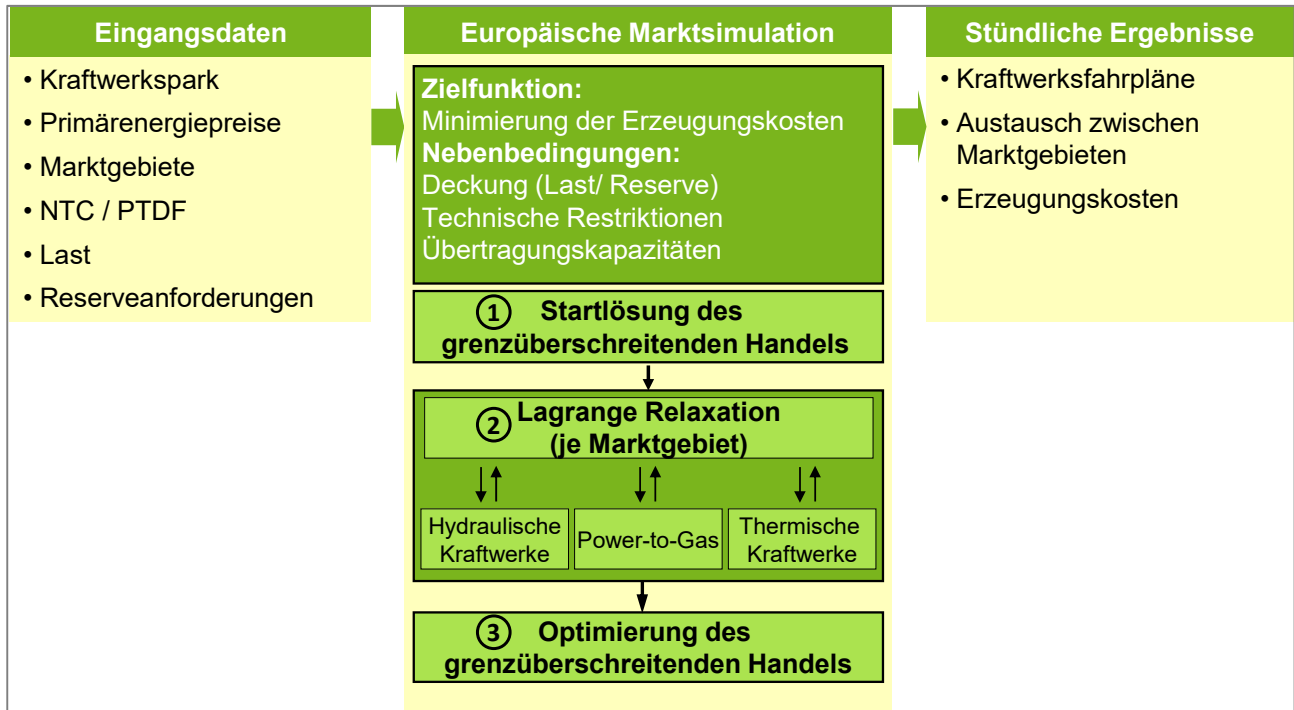 Eingangsdaten
• Kraftwerkspark
• Primärenergiepreise
• Marktgebiete
• NTC / PTDF
• Last
• Reserveanforderungen
Europäische Marktsimulation
Zielfunktion:
Minimierung der Erzeugungskosten
Nebenbedingungen:
Deckung (Last/ Reserve)
Technische Restriktionen
Übertragungskapazitäten
① Startlösung des
grenzüberschreitenden Handels
② Lagrange Relaxation
(je Marktgebiet)
Hydraulische
Kraftwerke
Power-to-Gas
Thermische
Kraftwerke
③ Optimierung des
grenzüberschreitenden Handels
Stündliche Ergebnisse
• Kraftwerksfahrpläne
• Austausch zwischen
Marktgebieten
• Erzeugungskosten